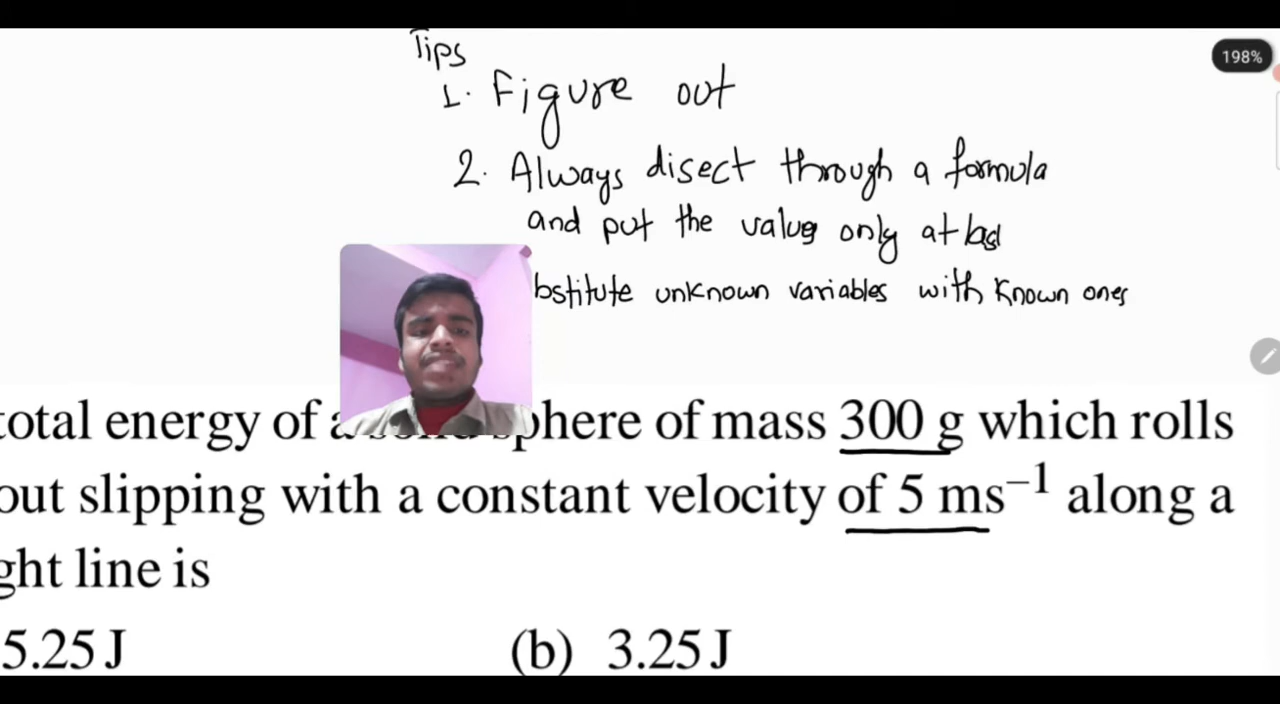 Tips
198%
1. Figure out
2. Always disect through a formula
and put the value only at last
bstitute unknown variables with known ones
total energy of a solid sphere of mass 300 g which rolls
out slipping with a constant velocity of 5 ms⁻¹ along a
ght line is
5.25 J (b) 3.25 J